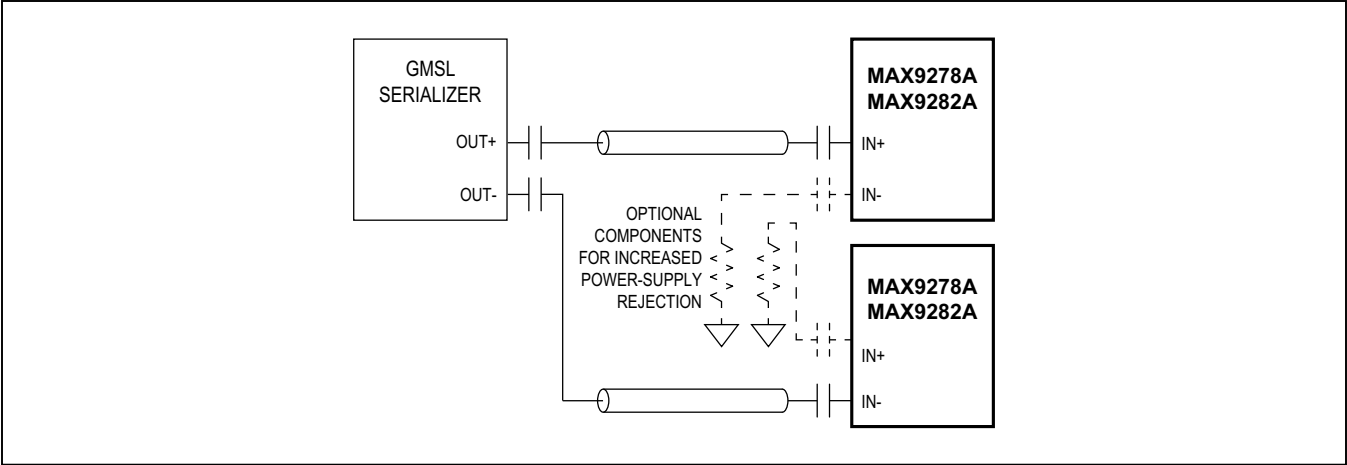 GMSL
SERIALIZER
OUT+
OUT-
MAX9278A
MAX9282A
IN+
IN-
OPTIONAL
COMPONENTS
FOR INCREASED
POWER-SUPPLY
REJECTION
MAX9278A
MAX9282A
IN+
IN-